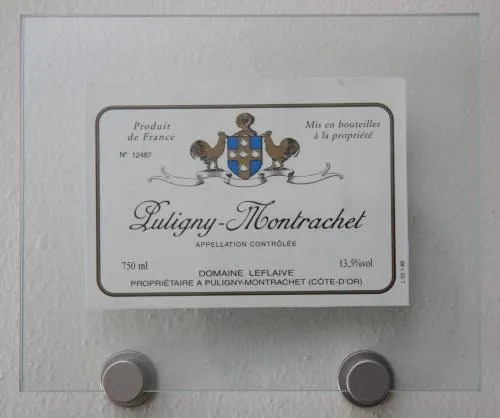 Produit
de France
Mis en bouteilles
à la propriété
N° 12487
Puligny-Montrachet
APPELLATION CONTRÔLÉE
750 ml
13,5%vol.
DOMAINE LEFLAIVE
PROPRIÉTAIRE A PULIGNY-MONTRACHET (CÔTE-D'OR)